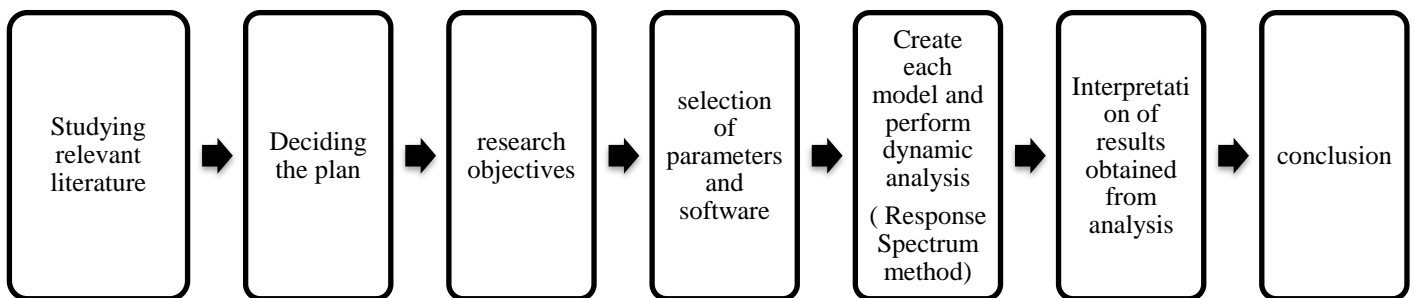 Studying
relevant
literature
Deciding
the plan
research
objectives
selection
of
parameters
and
software
Create
each
model and
perform
dynamic
analysis
( Response
Spectrum
method)
Interpretati
on of
results
obtained
from
analysis
conclusion